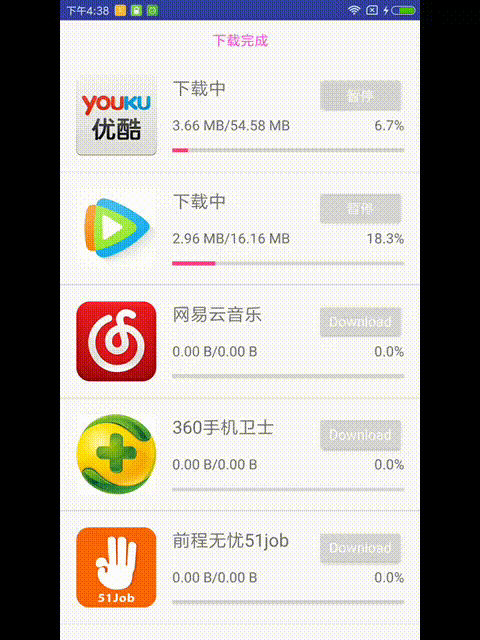 下午4:38
下载完成
YOUKU
优酷
下载中
暂停
3.66 MB/54.58 MB
6.7%
下载中
暂停
2.96 MB/16.16 MB
18.3%
网易云音乐
Download
0.00 B/0.00 B
0.0%
360手机卫士
Download
0.00 B/0.00 B
0.0%
51Job
前程无忧51job
Download
0.00 B/0.00 B
0.0%